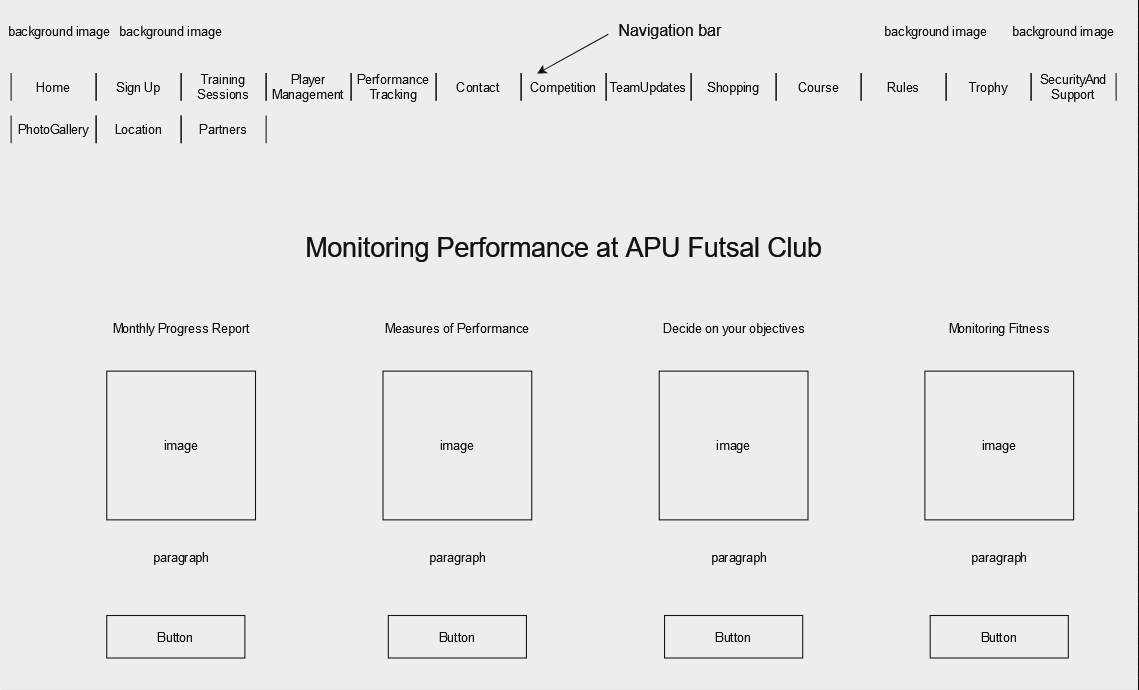 background image background image Navigation bar background image background image
Home Sign Up Training Sessions Player Management Performance Tracking Contact Competition TeamUpdates Shopping Course Rules Trophy SecurityAnd Support
PhotoGallery Location Partners
Monitoring Performance at APU Futsal Club
Monthly Progress Report Measures of Performance Decide on your objectives Monitoring Fitness
image image image image
paragraph paragraph paragraph paragraph
Button Button Button Button